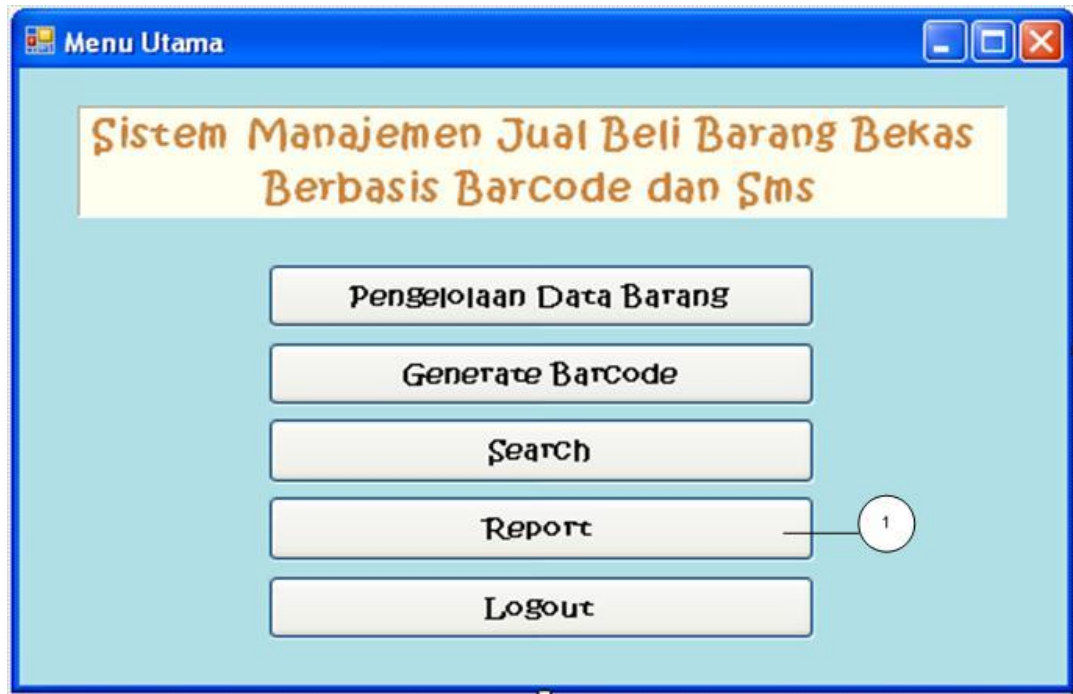 Menu Utama
Sistem Manajemen Jual Beli Barang Bekas
Berbasis Barcode dan Sms
Pengelolaan Data Barang
Generate Barcode
Search
Report
1
Logout